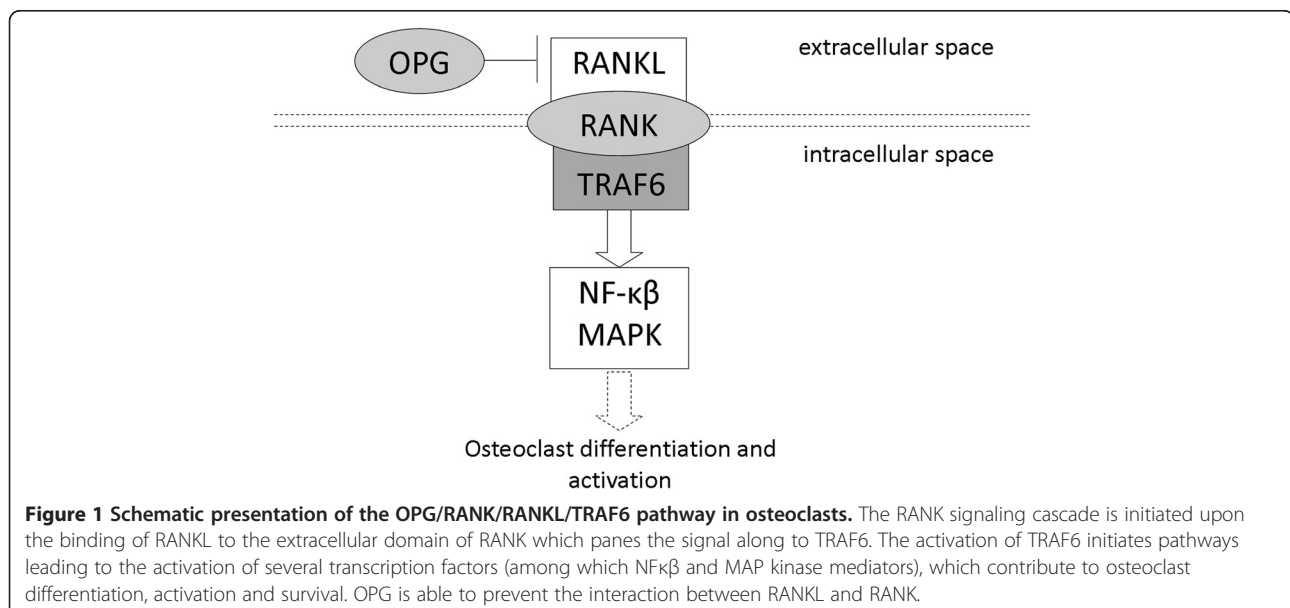 OPG
RANKL
extracellular space
RANK
intracellular space
TRAF6
NF-κβ
MAPK
Osteoclast differentiation and
activation
Figure 1 Schematic presentation of the OPG/RANK/RANKL/TRAF6 pathway in osteoclasts. The RANK signaling cascade is initiated upon
the binding of RANKL to the extracellular domain of RANK which panes the signal along to TRAF6. The activation of TRAF6 initiates pathways
leading to the activation of several transcription factors (among which NFκβ and MAP kinase mediators), which contribute to osteoclast
differentiation, activation and survival. OPG is able to prevent the interaction between RANKL and RANK.